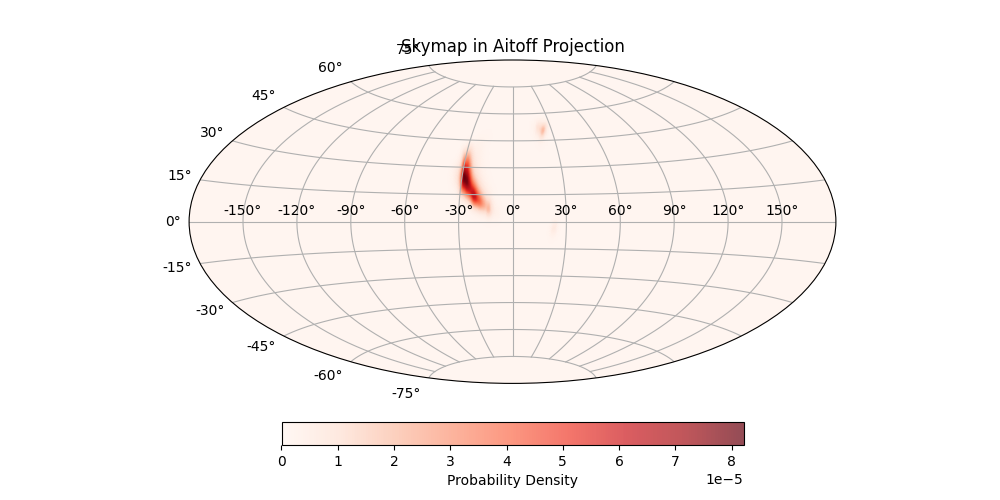 75°
Skymap in Aitoff Projection
60°
45°
30°
15°
-150° -120° -90° -60° -30° 0° 30° 60° 90° 120° 150°
0°
-15°
-30°
-45°
-60°
-75°
0 1 2 3 4 5 6 7 8
1e−5
Probability Density